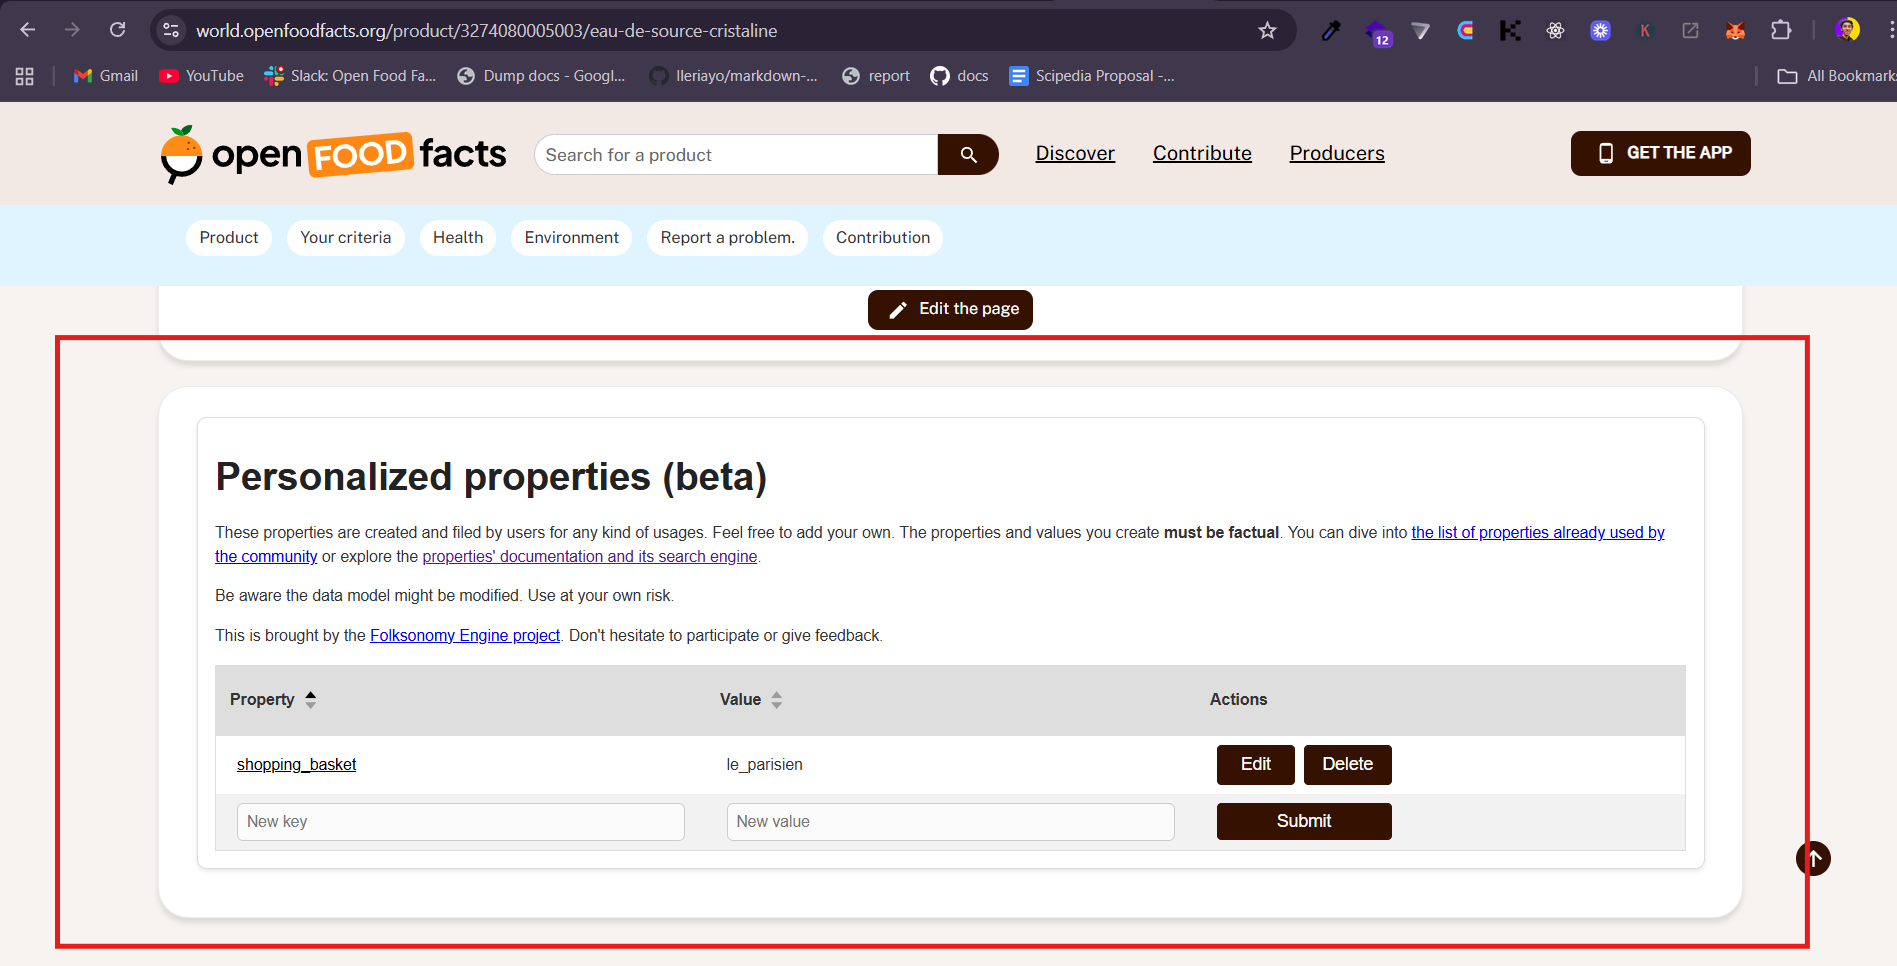 world.openfoodfacts.org/product/3274080005003/eau-de-source-cristaline
12
Gmail
YouTube
Slack: Open Food Fa...
Dump docs - Googl...
lleriayo/markdown-...
report
docs
Scipedia Proposal -...
All Bookmarks
open FOOD facts
Search for a product
Discover
Contribute
Producers
GET THE APP
Product
Your criteria
Health
Environment
Report a problem.
Contribution
Edit the page
Personalized properties (beta)
These properties are created and filed by users for any kind of usages. Feel free to add your own. The properties and values you create must be factual. You can dive into the list of properties already used by
the community or explore the properties' documentation and its search engine.
Be aware the data model might be modified. Use at your own risk.
This is brought by the Folksonomy Engine project. Don't hesitate to participate or give feedback.
Property
Value
Actions
shopping_basket
le_parisien
Edit
Delete
New key
New value
Submit